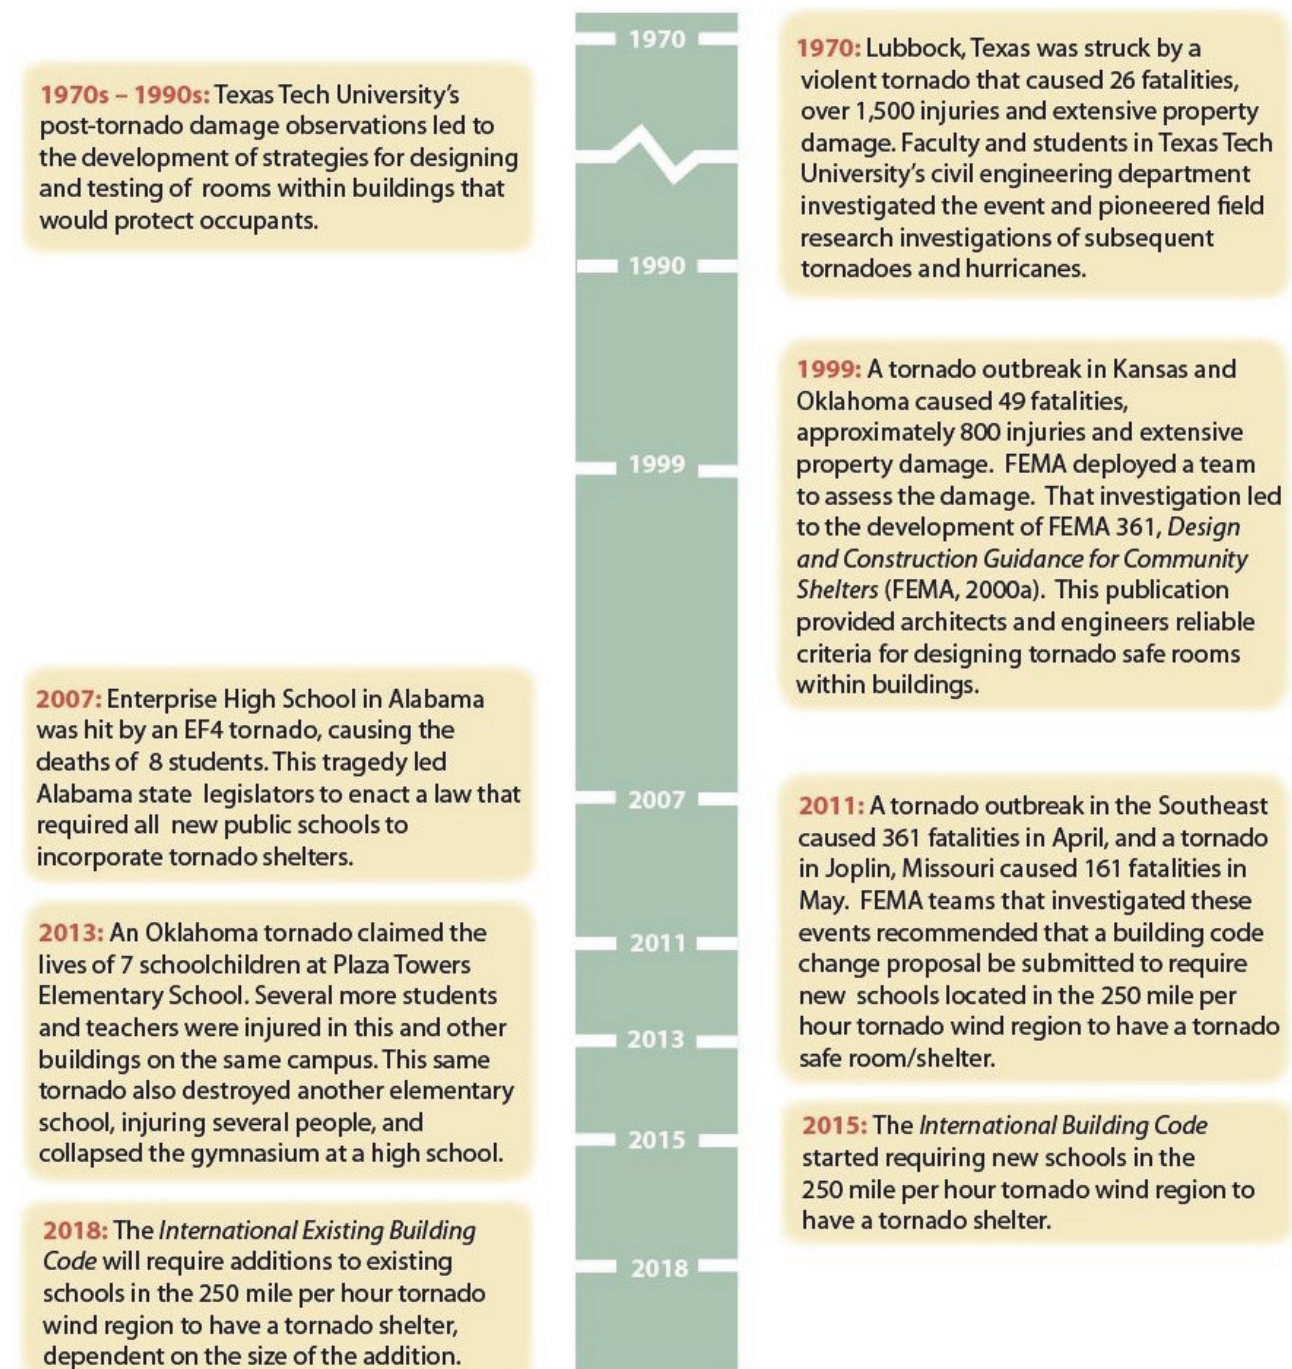 1970
1970: Lubbock, Texas was struck by a
violent tornado that caused 26 fatalities,
over 1,500 injuries and extensive property
damage. Faculty and students in Texas Tech
University's civil engineering department
investigated the event and pioneered field
research investigations of subsequent
tornadoes and hurricanes.
1970s – 1990s: Texas Tech University's
post-tornado damage observations led to
the development of strategies for designing
and testing of rooms within buildings that
would protect occupants.
1990
1999
1999: A tornado outbreak in Kansas and
Oklahoma caused 49 fatalities,
approximately 800 injuries and extensive
property damage. FEMA deployed a team
to assess the damage. That investigation led
to the development of FEMA 361, Design
and Construction Guidance for Community
Shelters (FEMA, 2000a). This publication
provided architects and engineers reliable
criteria for designing tornado safe rooms
within buildings.
2007: Enterprise High School in Alabama
was hit by an EF4 tornado, causing the
deaths of 8 students. This tragedy led
Alabama state legislators to enact a law that
required all new public schools to
incorporate tornado shelters.
2007
2011: A tornado outbreak in the Southeast
caused 361 fatalities in April, and a tornado
in Joplin, Missouri caused 161 fatalities in
May. FEMA teams that investigated these
events recommended that a building code
change proposal be submitted to require
new schools located in the 250 mile per
hour tornado wind region to have a tornado
safe room/shelter.
2011
2013: An Oklahoma tornado claimed the
lives of 7 schoolchildren at Plaza Towers
Elementary School. Several more students
and teachers were injured in this and other
buildings on the same campus. This same
tornado also destroyed another elementary
school, injuring several people, and
collapsed the gymnasium at a high school.
2013
2015
2015: The International Building Code
started requiring new schools in the
250 mile per hour tornado wind region to
have a tornado shelter.
2018: The International Existing Building
Code will require additions to existing
schools in the 250 mile per hour tornado
wind region to have a tornado shelter,
dependent on the size of the addition.
2018